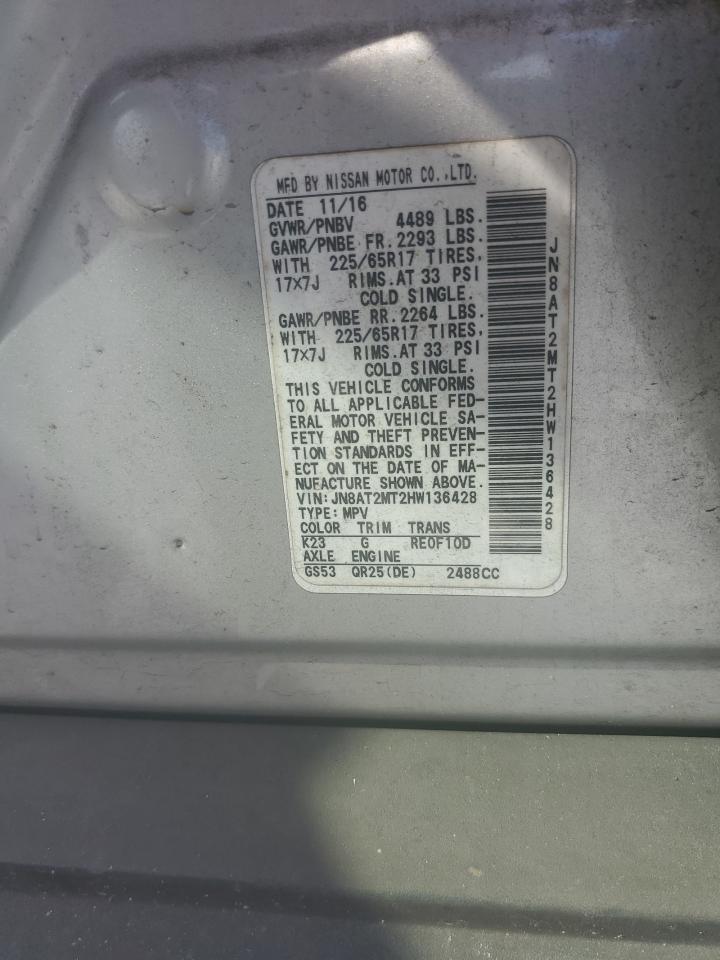 MFD BY NISSAN MOTOR CO.,LTD.
DATE 11/16
GVWR/PNBV 4489 LBS.
GAWR/PNBE FR. 2293 LBS.
WITH 225/65R17 TIRES,
17X7J RIMS. AT 33 PSI
COLD SINGLE.
GAWR/PNBE RR. 2264 LBS.
WITH 225/65R17 TIRES,
17X7J RIMS. AT 33 PSI
COLD SINGLE.
THIS VEHICLE CONFORMS
TO ALL APPLICABLE FED-
ERAL MOTOR VEHICLE SA-
FETY AND THEFT PREVEN-
TION STANDARDS IN EFF-
ECT ON THE DATE OF MA-
NUFACTURE SHOWN ABOVE.
VIN:JN8AT2MT2HW136428
TYPE:MPV
COLOR TRIM TRANS
K23 G RE0F10D
AXLE ENGINE
GS53 QR25(DE) 2488CC
JN8AT2MT2HW136428